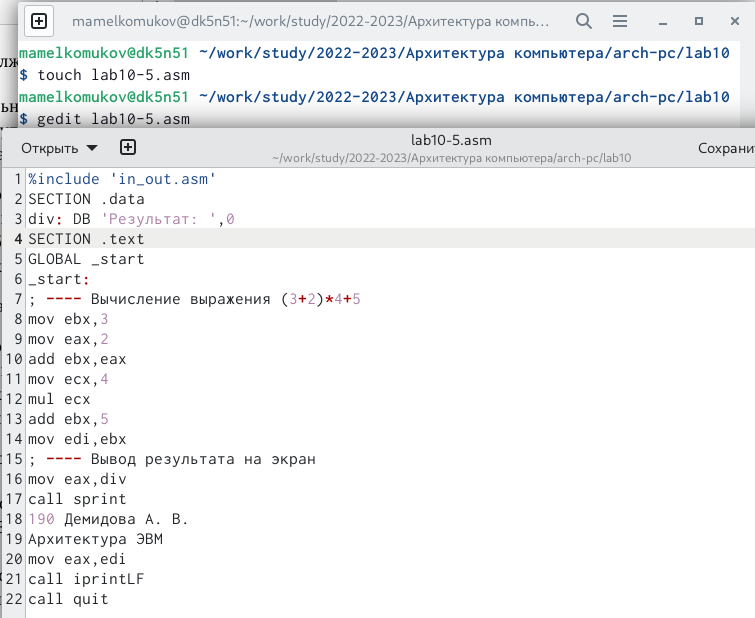 mamelkomukov@dk5n51:~/work/study/2022-2023/Архитектура компь…
mamelkomukov@dk5n51 ~/work/study/2022-2023/Архитектура компьютера/arch-pc/lab10
$ touch lab10-5.asm
mamelkomukov@dk5n51 ~/work/study/2022-2023/Архитектура компьютера/arch-pc/lab10
$ gedit lab10-5.asm
Открыть
lab10-5.asm
~/work/study/2022-2023/Архитектура компьютера/arch-pc/lab10
Сохрани
1 %include 'in_out.asm'
2 SECTION .data
3 div: DB 'Результат: ',0
4 SECTION .text
5 GLOBAL _start
6 _start:
7 ; ---- Вычисление выражения (3+2)*4+5
8 mov ebx,3
9 mov eax,2
10 add ebx,eax
11 mov ecx,4
12 mul ecx
13 add ebx,5
14 mov edi,ebx
15 ; ---- Вывод результата на экран
16 mov eax,div
17 call sprint
18 190 Демидова А. В.
19 Архитектура ЭВМ
20 mov eax,edi
21 call iprintLF
22 call quit